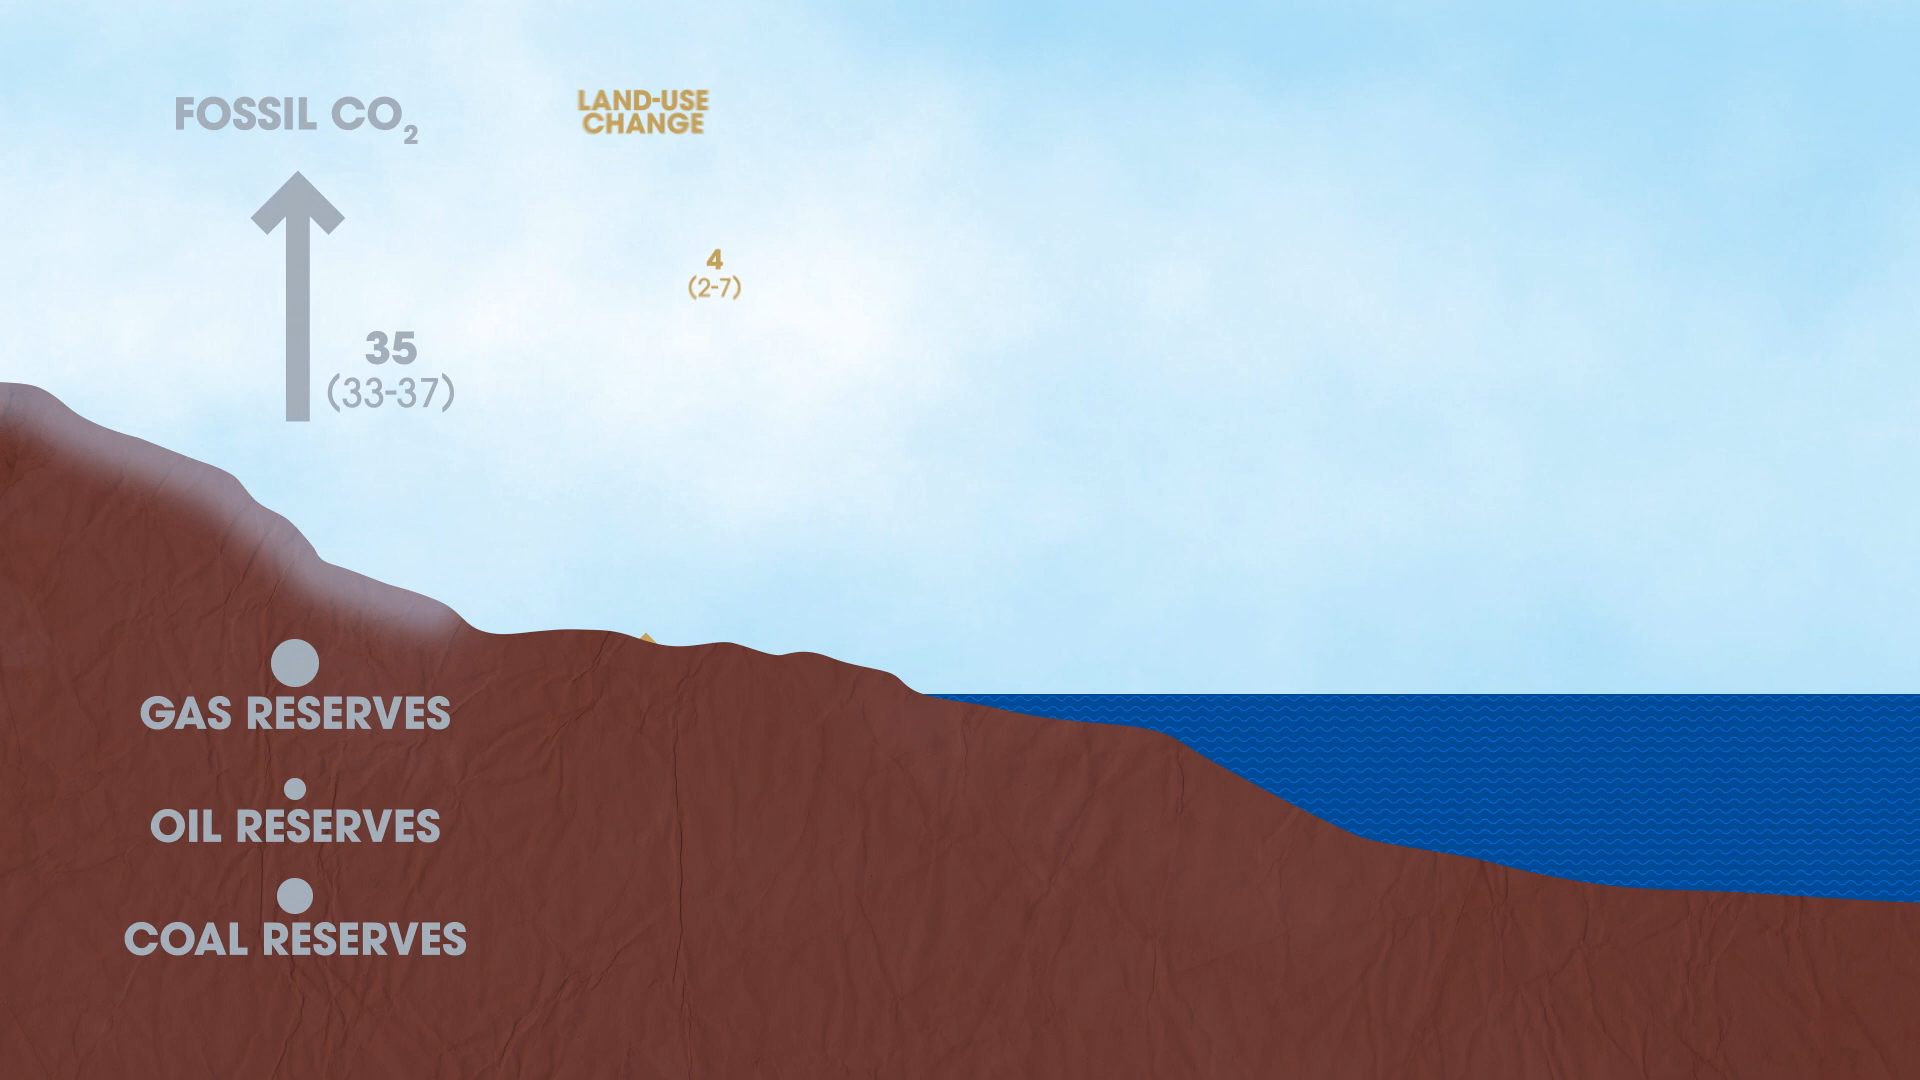 FOSSIL CO₂
LAND-USE
CHANGE
4
(2-7)
35
(33-37)
GAS RESERVES
OIL RESERVES
COAL RESERVES